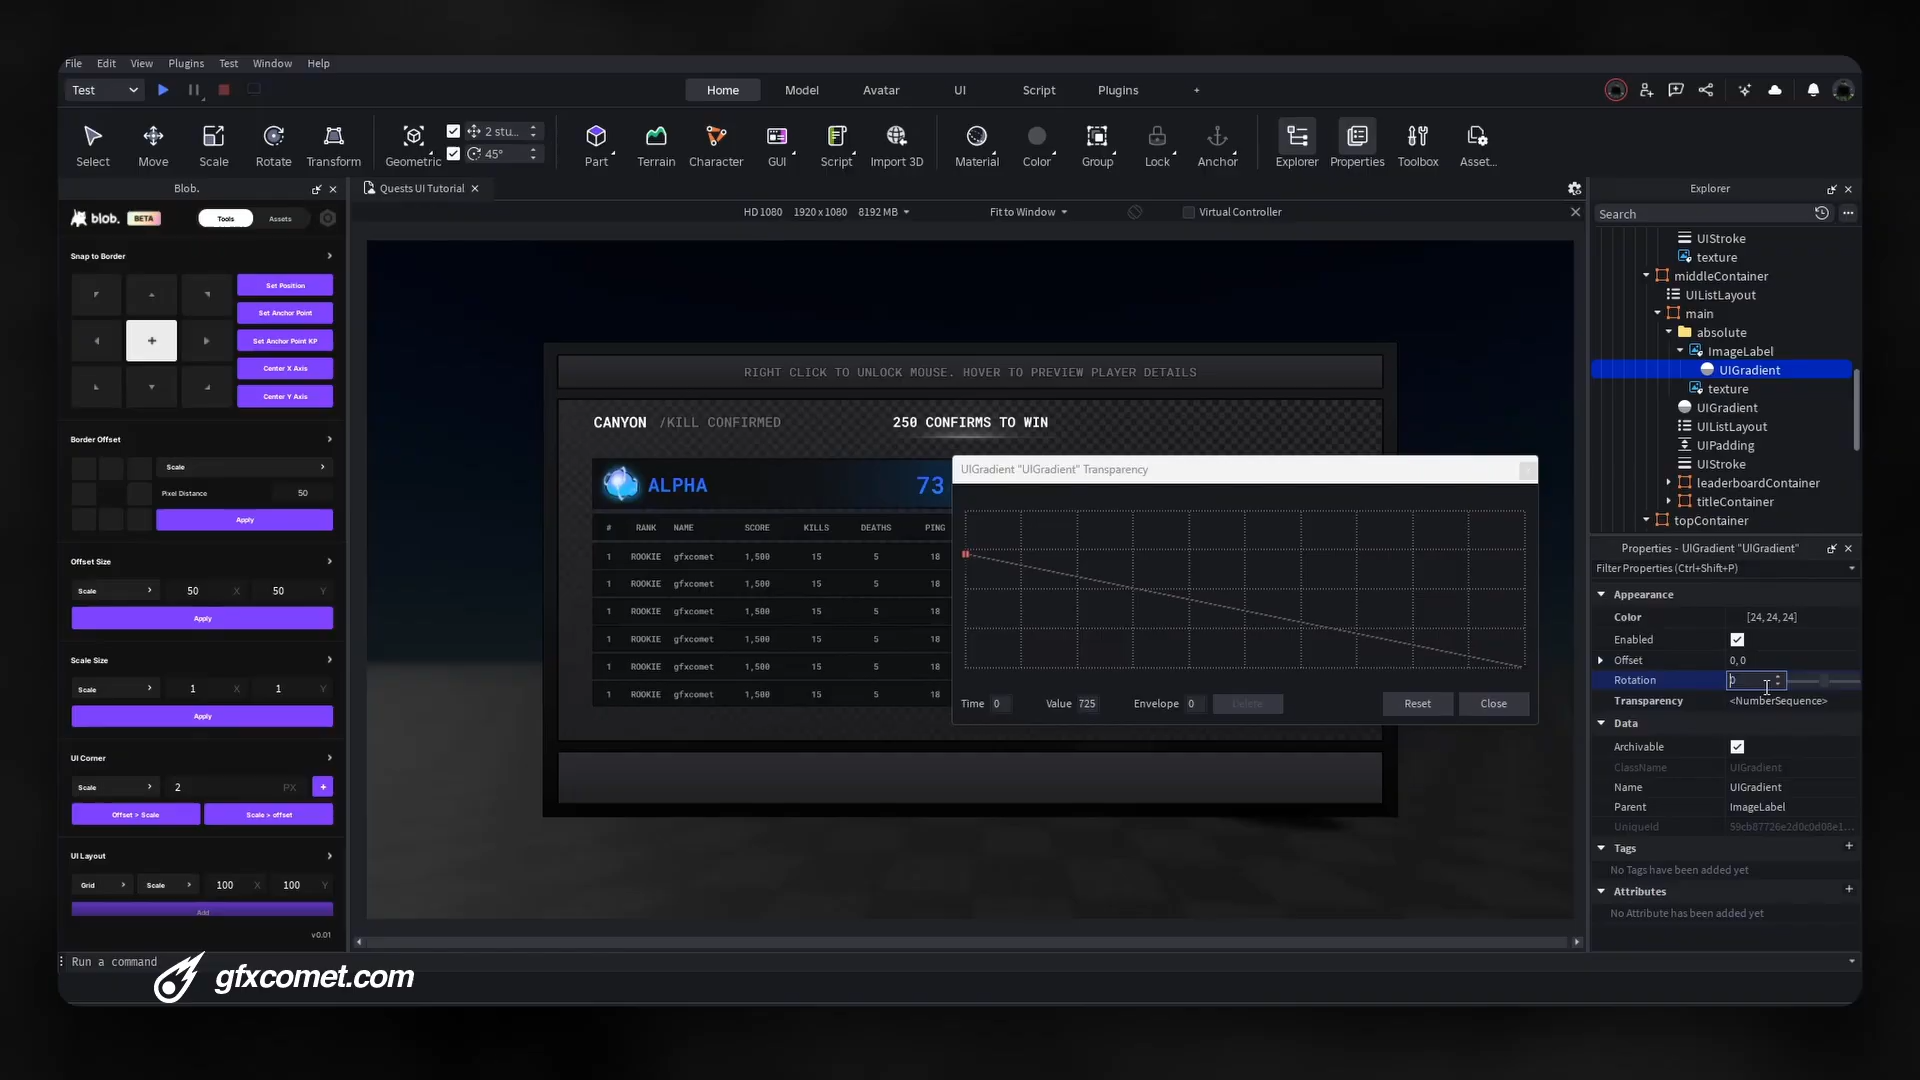 File Edit View Plugins Test Window Help
Test Home Model Avatar UI Script Plugins +
2 stu...
45°
Select Move Scale Rotate Transform Geometric Part Terrain Character GUI Script Import 3D Material Color Group Lock Anchor Explorer Properties Toolbox Asset...
Blob.
Quests UI Tutorial
Explorer
blob. BETA Tools Assets
HD 1080 1920 x 1080 8192 MB Fit to Window Virtual Controller
Search
Snap to Border
Set Position
Set Anchor Point
Set Anchor Point KP
Center X Axis
Center Y Axis
Border Offset
Scale
Pixel Distance 50
Apply
Offset Size
Scale 50 X 50 Y
Apply
Scale Size
Scale 1 X 1 Y
Apply
UI Corner
Scale 2 PX +
Offset > Scale Scale > offset
UI Layout
Grid Scale 100 X 100 Y
Add
v0.01
RIGHT CLICK TO UNLOCK MOUSE. HOVER TO PREVIEW PLAYER DETAILS
CANYON /KILL CONFIRMED 250 CONFIRMS TO WIN
ALPHA 73
# RANK NAME SCORE KILLS DEATHS PING
1 ROOKIE gfxcomet 1,500 15 5 18
1 ROOKIE gfxcomet 1,500 15 5 18
1 ROOKIE gfxcomet 1,500 15 5 18
1 ROOKIE gfxcomet 1,500 15 5 18
1 ROOKIE gfxcomet 1,500 15 5 18
1 ROOKIE gfxcomet 1,500 15 5 18
UIGradient "UIGradient" Transparency
Time 0 Value 725 Envelope 0 Delete Reset Close
UIStroke
texture
middleContainer
UIListLayout
main
absolute
ImageLabel
UIGradient
texture
UIGradient
UIListLayout
UIPadding
UIStroke
leaderboardContainer
titleContainer
topContainer
Properties - UIGradient "UIGradient"
Filter Properties (Ctrl+Shift+P)
Appearance
Color [24, 24, 24]
Enabled
Offset 0, 0
Rotation 0
Transparency <NumberSequence>
Data
Archivable
ClassName UIGradient
Name UIGradient
Parent ImageLabel
UniqueId 59cb87726e2d0c0d08e1...
Tags +
No Tags have been added yet
Attributes +
No Attribute has been added yet
Run a command
gfxcomet.com